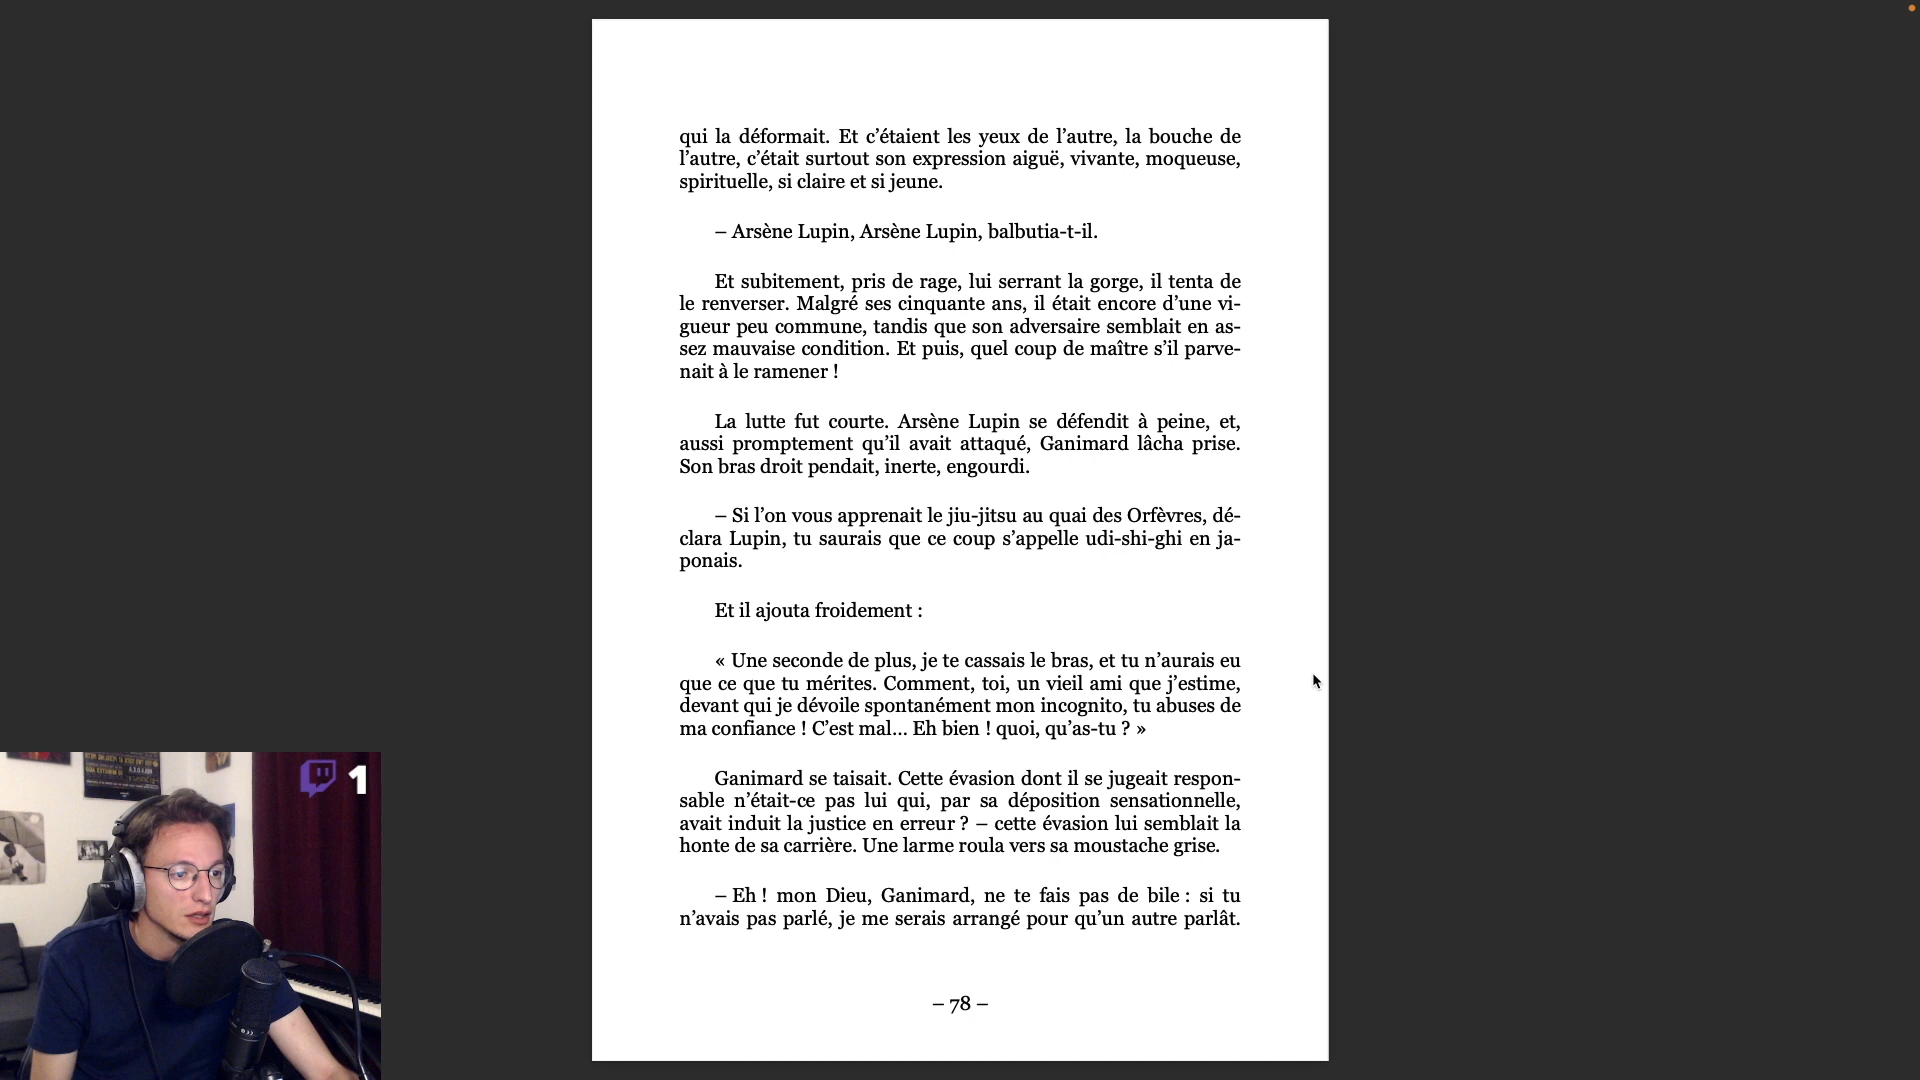 qui la déformait. Et c’étaient les yeux de l’autre, la bouche de
l’autre, c’était surtout son expression aiguë, vivante, moqueuse,
spirituelle, si claire et si jeune.
– Arsène Lupin, Arsène Lupin, balbutia-t-il.
Et subitement, pris de rage, lui serrant la gorge, il tenta de
le renverser. Malgré ses cinquante ans, il était encore d’une vi-
gueur peu commune, tandis que son adversaire semblait en as-
sez mauvaise condition. Et puis, quel coup de maître s’il parve-
nait à le ramener !
La lutte fut courte. Arsène Lupin se défendit à peine, et,
aussi promptement qu’il avait attaqué, Ganimard lâcha prise.
Son bras droit pendait, inerte, engourdi.
– Si l’on vous apprenait le jiu-jitsu au quai des Orfèvres, dé-
clara Lupin, tu saurais que ce coup s’appelle udi-shi-ghi en ja-
ponais.
Et il ajouta froidement :
« Une seconde de plus, je te cassais le bras, et tu n’aurais eu
que ce que tu mérites. Comment, toi, un vieil ami que j’estime,
devant qui je dévoile spontanément mon incognito, tu abuses de
ma confiance ! C’est mal… Eh bien ! quoi, qu’as-tu ? »
Ganimard se taisait. Cette évasion dont il se jugeait respon-
sable n’était-ce pas lui qui, par sa déposition sensationnelle,
avait induit la justice en erreur ? – cette évasion lui semblait la
honte de sa carrière. Une larme roula vers sa moustache grise.
– Eh ! mon Dieu, Ganimard, ne te fais pas de bile : si tu
n’avais pas parlé, je me serais arrangé pour qu’un autre parlât.
– 78 –
1